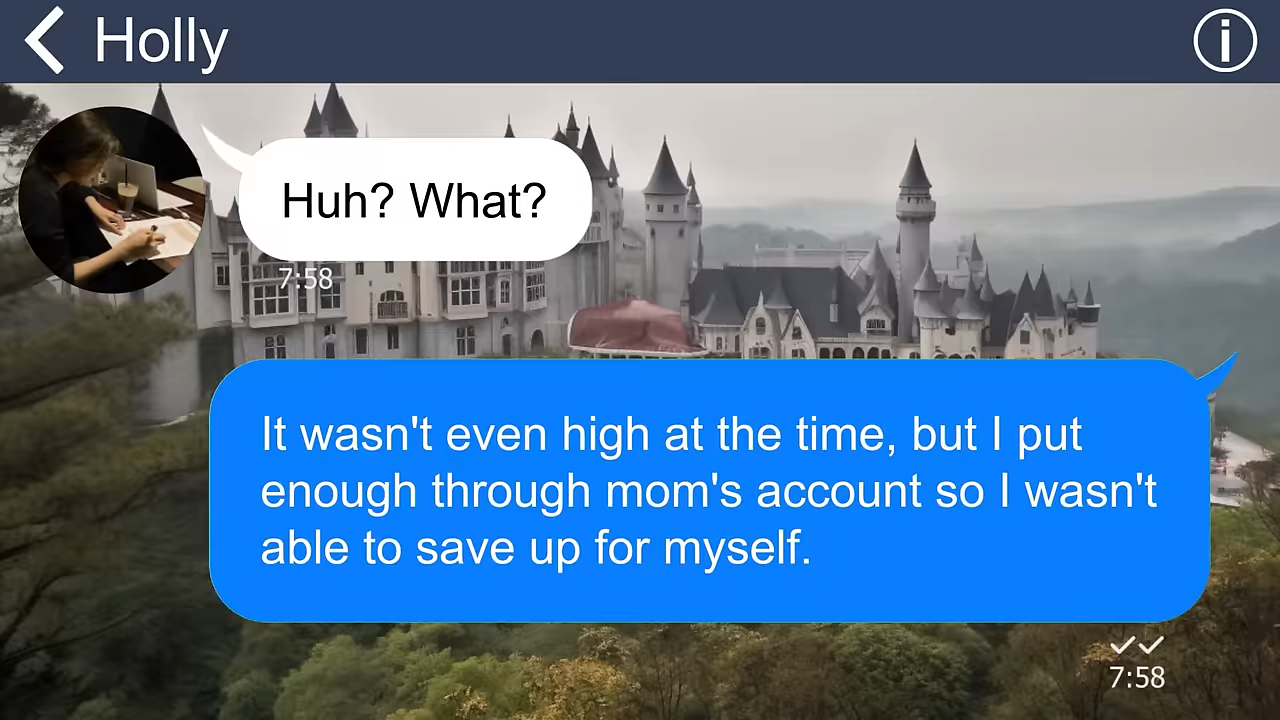 Holly
Huh? What?
7:58
It wasn't even high at the time, but I put
enough through mom's account so I wasn't
able to save up for myself.
7:58